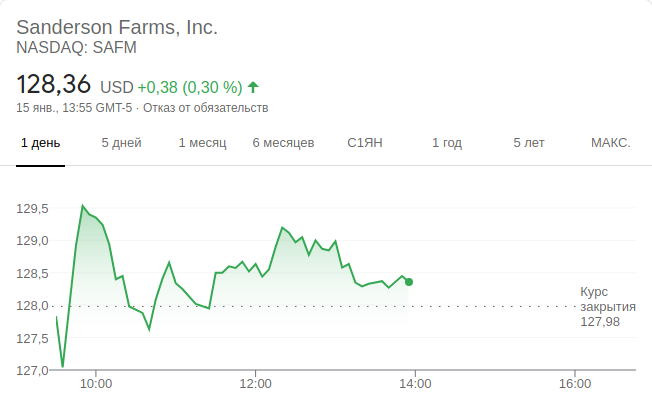 Sanderson Farms, Inc.
NASDAQ: SAFM
128,36 USD +0,38 (0,30 %)
15 янв., 13:55 GMT-5 · Отказ от обязательств
1 день 5 дней 1 месяц 6 месяцев С1ЯН 1 год 5 лет МАКС.
129,5
129,0
128,5
Курс
128,0 закрытия
127,98
127,5
127,0
10:00 12:00 14:00 16:00